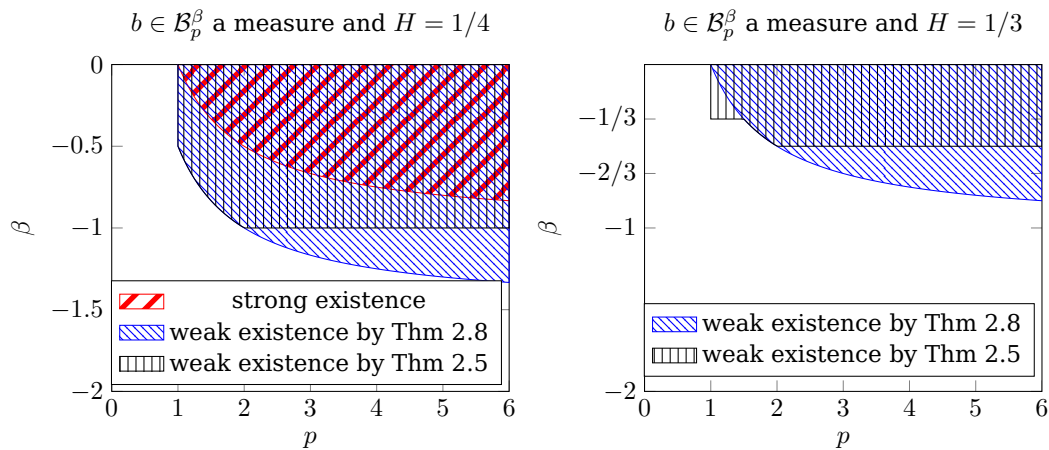 b ∈ 𝓑_p^β a measure and H = 1/4
0
−0.5
−1
−1.5
−2
β
strong existence
weak existence by Thm 2.8
weak existence by Thm 2.5
0 1 2 3 4 5 6
p
b ∈ 𝓑_p^β a measure and H = 1/3
−1/3
−2/3
−1
−2
β
weak existence by Thm 2.8
weak existence by Thm 2.5
0 1 2 3 4 5 6
p